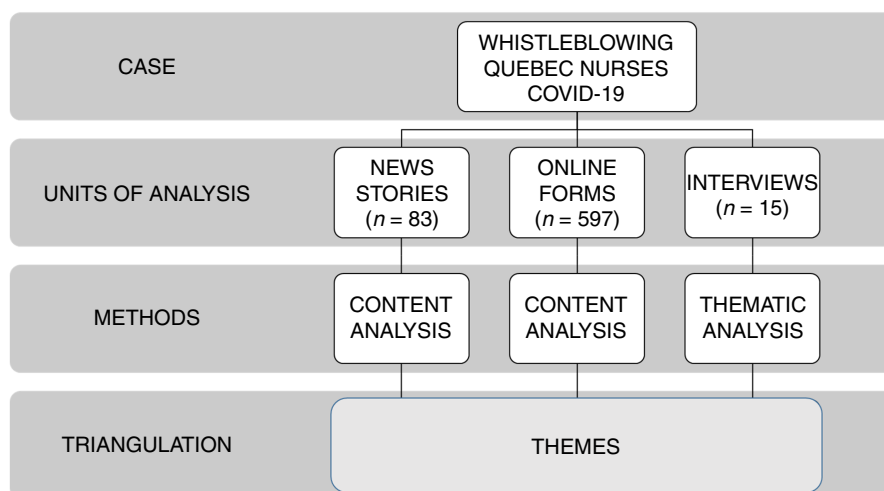 CASE
WHISTLEBLOWING
QUEBEC NURSES
COVID-19
UNITS OF ANALYSIS
NEWS
STORIES
(n = 83)
ONLINE
FORMS
(n = 597)
INTERVIEWS
(n = 15)
METHODS
CONTENT
ANALYSIS
CONTENT
ANALYSIS
THEMATIC
ANALYSIS
TRIANGULATION
THEMES